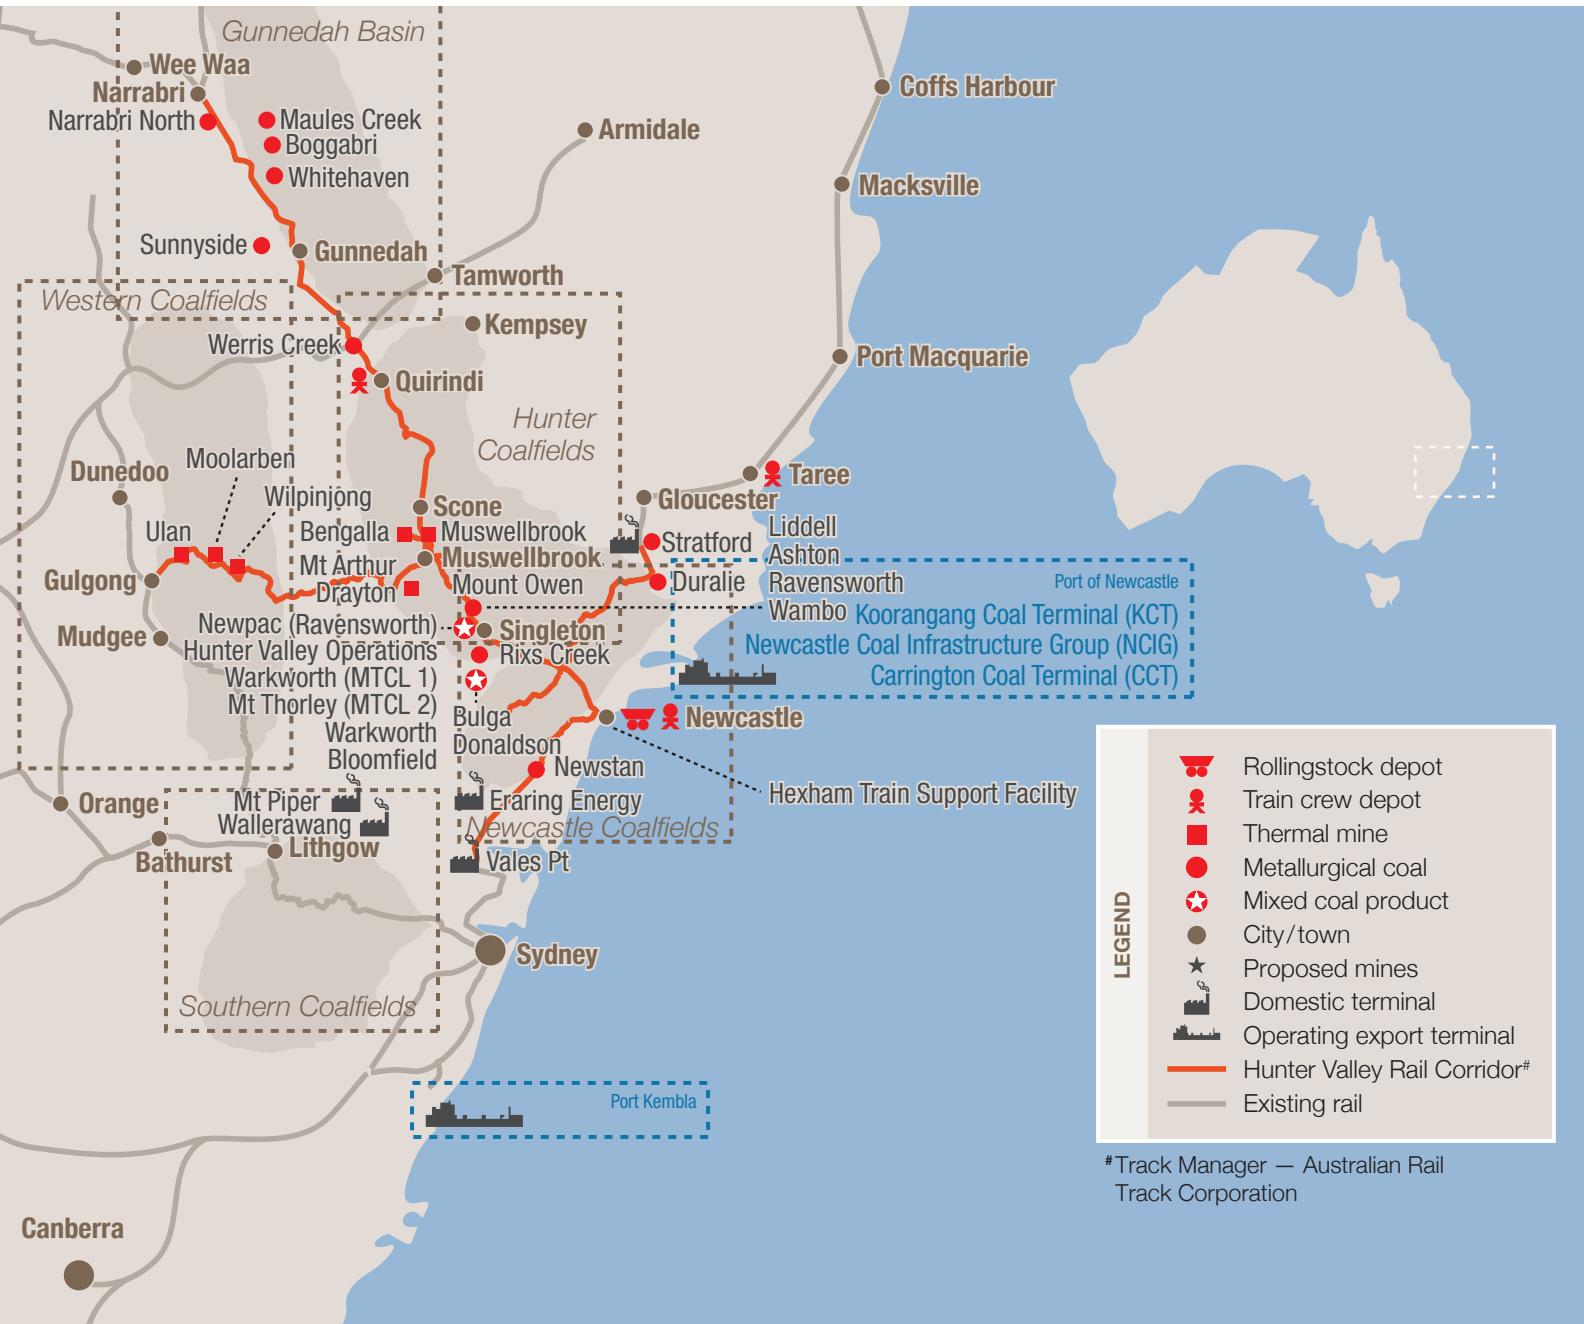 Gunnedah Basin
Wee Waa
Narrabri
Narrabri North
Maules Creek
Boggabri
Whitehaven
Sunnyside
Gunnedah
Tamworth
Armidale
Coffs Harbour
Macksville
Port Macquarie
Western Coalfields
Kempsey
Werris Creek
Quirindi
Hunter
Coalfields
Dunedoo
Moolarben
Wilpinjong
Ulan
Gulgong
Mudgee
Scone
Bengalla
Muswellbrook
Mt Arthur
Muswellbrook
Drayton
Mount Owen
Newpac (Ravensworth)
Singleton
Hunter Valley Operations
Rixs Creek
Warkworth (MTCL 1)
Mt Thorley (MTCL 2)
Warkworth
Bloomfield
Bulga
Donaldson
Newstan
Taree
Gloucester
Stratford
Duralie
Liddell
Ashton
Ravensworth
Wambo
Port of Newcastle
Koorangang Coal Terminal (KCT)
Newcastle Coal Infrastructure Group (NCIG)
Carrington Coal Terminal (CCT)
Newcastle
Hexham Train Support Facility
Orange
Mt Piper
Wallerawang
Eraring Energy
Newcastle Coalfields
Bathurst
Lithgow
Vales Pt
Sydney
Southern Coalfields
Port Kembla
Canberra
LEGEND
Rollingstock depot
Train crew depot
Thermal mine
Metallurgical coal
Mixed coal product
City/town
Proposed mines
Domestic terminal
Operating export terminal
Hunter Valley Rail Corridor#
Existing rail
# Track Manager — Australian Rail
Track Corporation